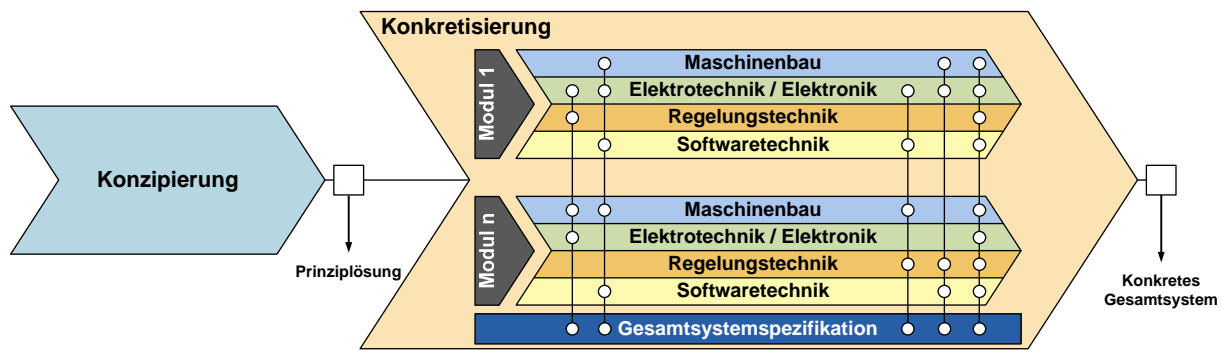 Konzipierung
Prinziplösung
Konkretisierung
Modul 1
Maschinenbau
Elektrotechnik / Elektronik
Regelungstechnik
Softwaretechnik
Modul n
Maschinenbau
Elektrotechnik / Elektronik
Regelungstechnik
Softwaretechnik
Gesamtsystemspezifikation
Konkretes
Gesamtsystem